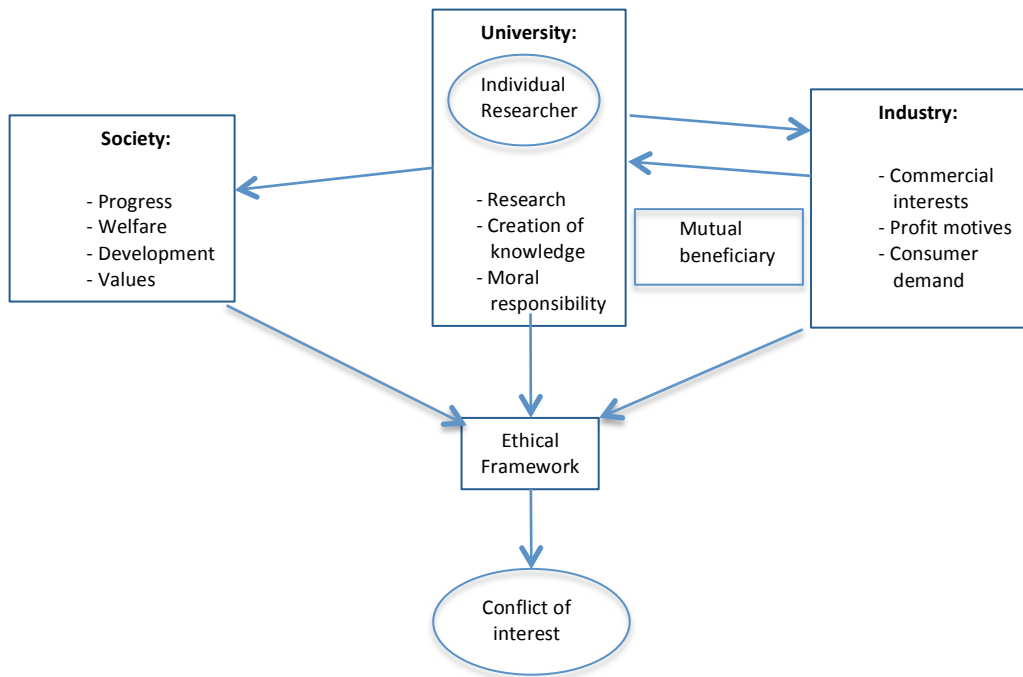 University:
Individual
Researcher
- Research
- Creation of
knowledge
- Moral
responsibility
Society:
- Progress
- Welfare
- Development
- Values
Industry:
- Commercial
interests
- Profit motives
- Consumer
demand
Mutual
beneficiary
Ethical
Framework
Conflict of
interest